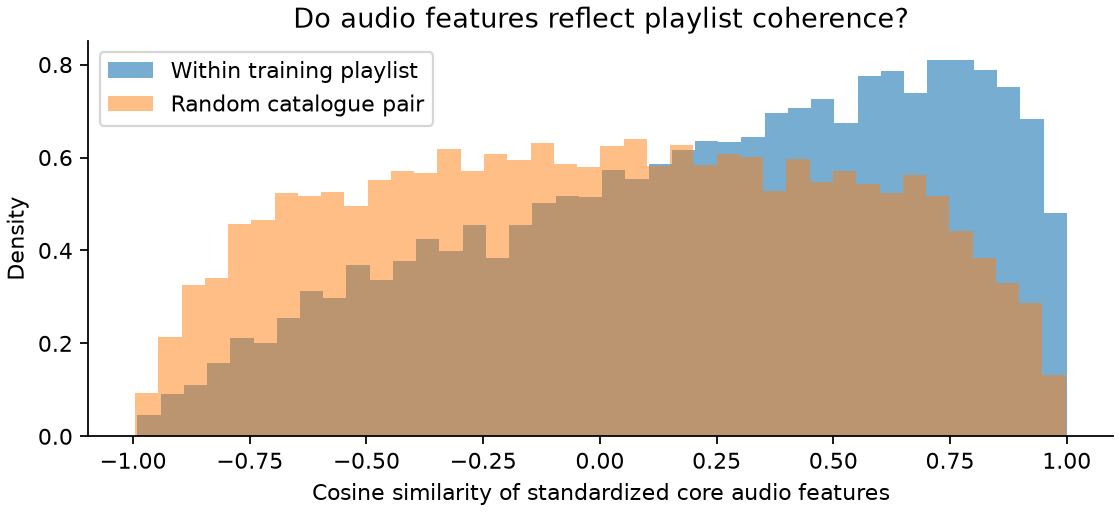 Do audio features reflect playlist coherence?
Within training playlist
Random catalogue pair
Density
0.8
0.6
0.4
0.2
0.0
−1.00 −0.75 −0.50 −0.25 0.00 0.25 0.50 0.75 1.00
Cosine similarity of standardized core audio features